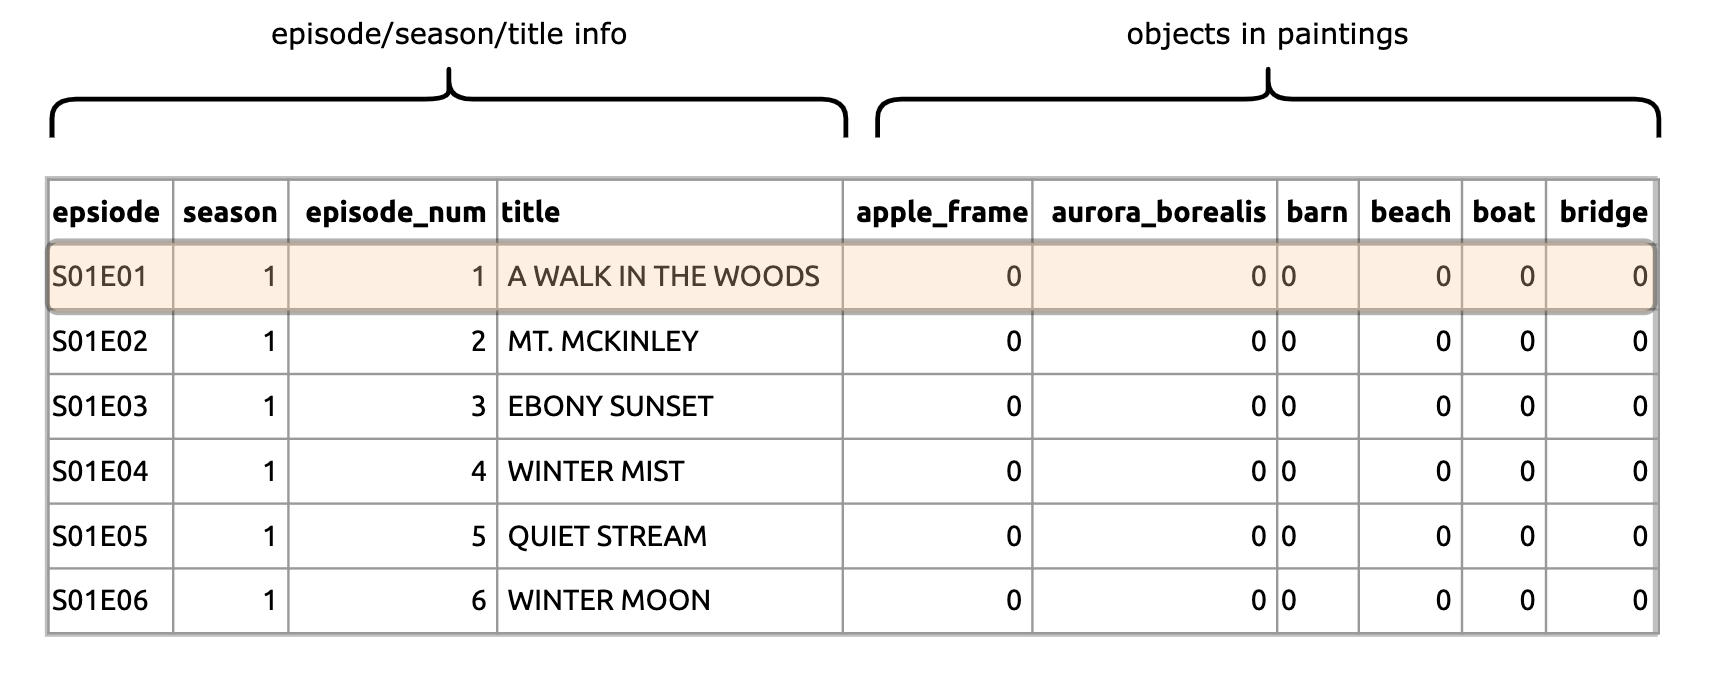 episode/season/title info objects in paintings
epsiode season episode_num title apple_frame aurora_borealis barn beach boat bridge
S01E01 1 1 A WALK IN THE WOODS 0 0 0 0 0 0
S01E02 1 2 MT. MCKINLEY 0 0 0 0 0 0
S01E03 1 3 EBONY SUNSET 0 0 0 0 0 0
S01E04 1 4 WINTER MIST 0 0 0 0 0 0
S01E05 1 5 QUIET STREAM 0 0 0 0 0 0
S01E06 1 6 WINTER MOON 0 0 0 0 0 0